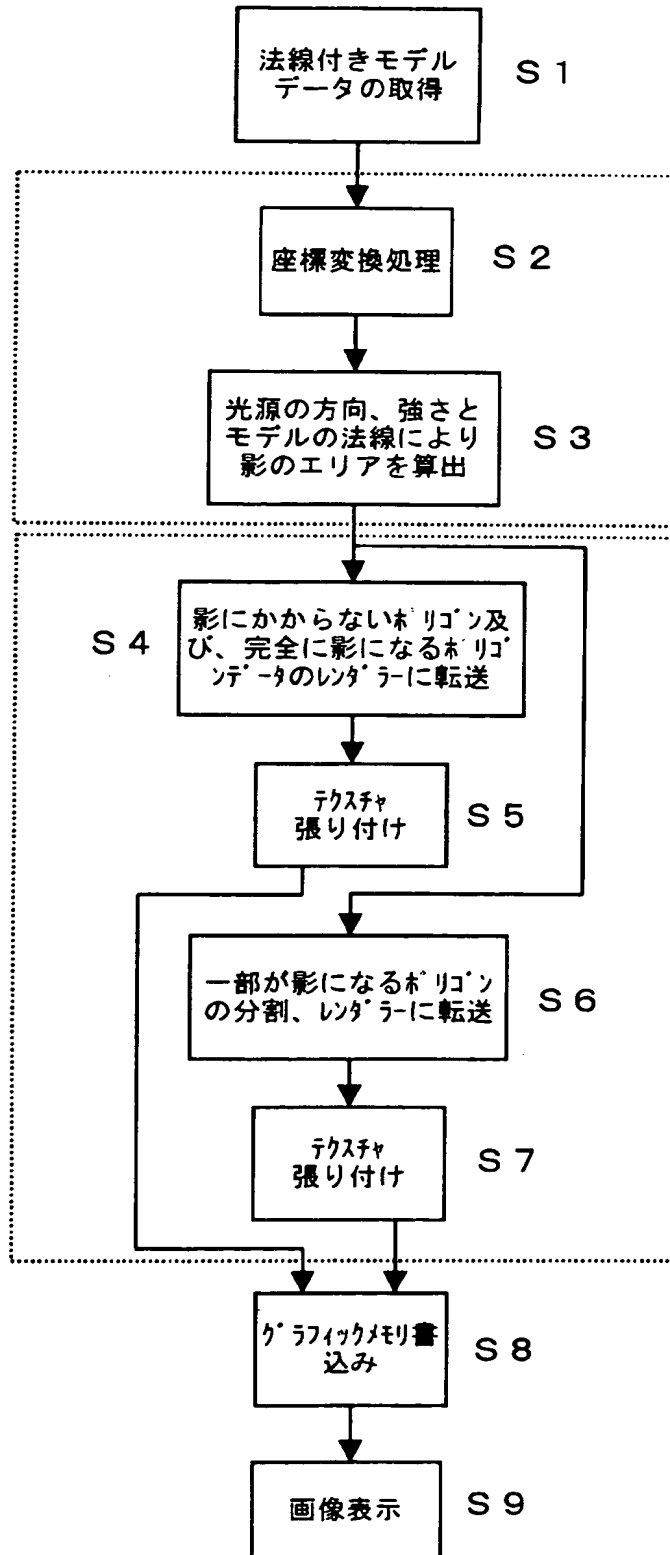 法線付きモデル
データの取得
S1
座標変換処理
S2
光源の方向、強さと
モデルの法線により
影のエリアを算出
S3
S4
影にかからないﾎﾟﾘｺﾞﾝ及
び、完全に影になるﾎﾟﾘｺﾞ
ﾝﾃﾞｰﾀのﾚﾝﾀﾞﾗｰに転送
ﾃｸｽﾁｬ
張り付け
S5
一部が影になるﾎﾟﾘｺﾞﾝ
の分割、ﾚﾝﾀﾞﾗｰに転送
S6
ﾃｸｽﾁｬ
張り付け
S7
ｸﾞﾗﾌｨｯｸﾒﾓﾘ書
込み
S8
画像表示
S9